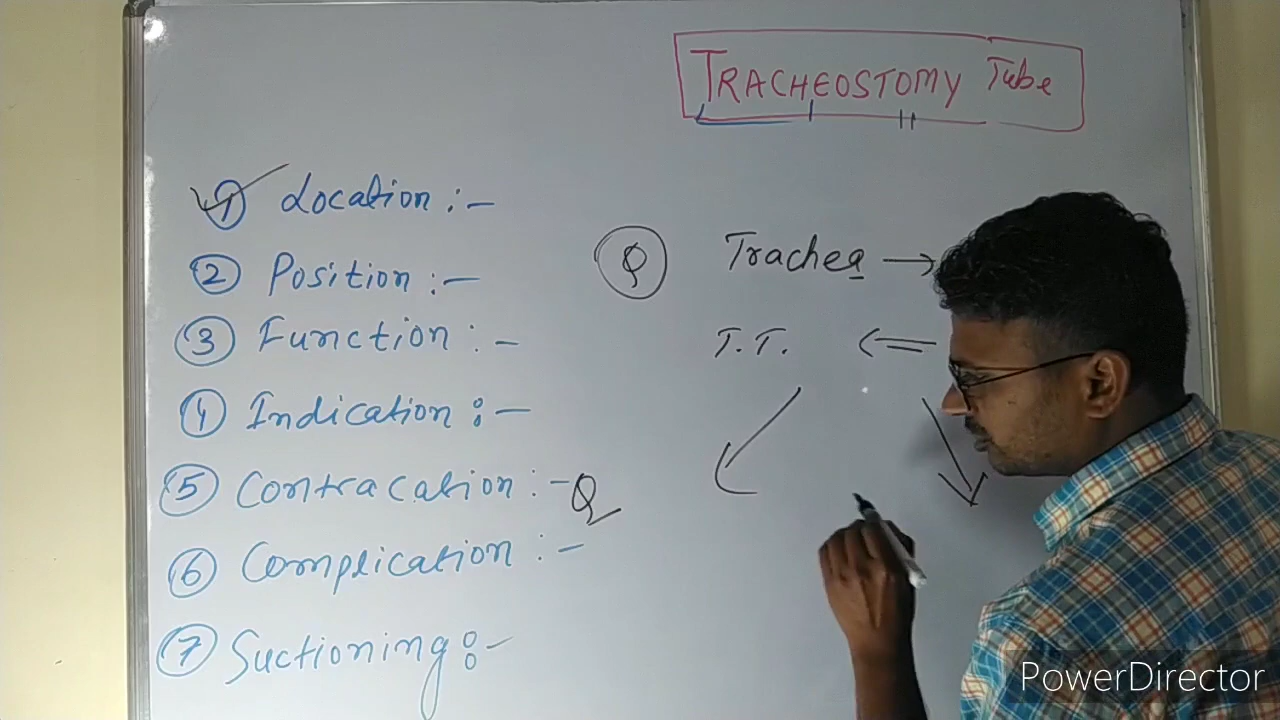 TRACHEOSTOMY Tube
① Location :-
② Position :-
③ Function :-
④ Indication :-
⑤ Contracation :- Q
⑥ Complication :-
⑦ Suctioning :-
Q Trachea →
T.T. ⇐
PowerDirector